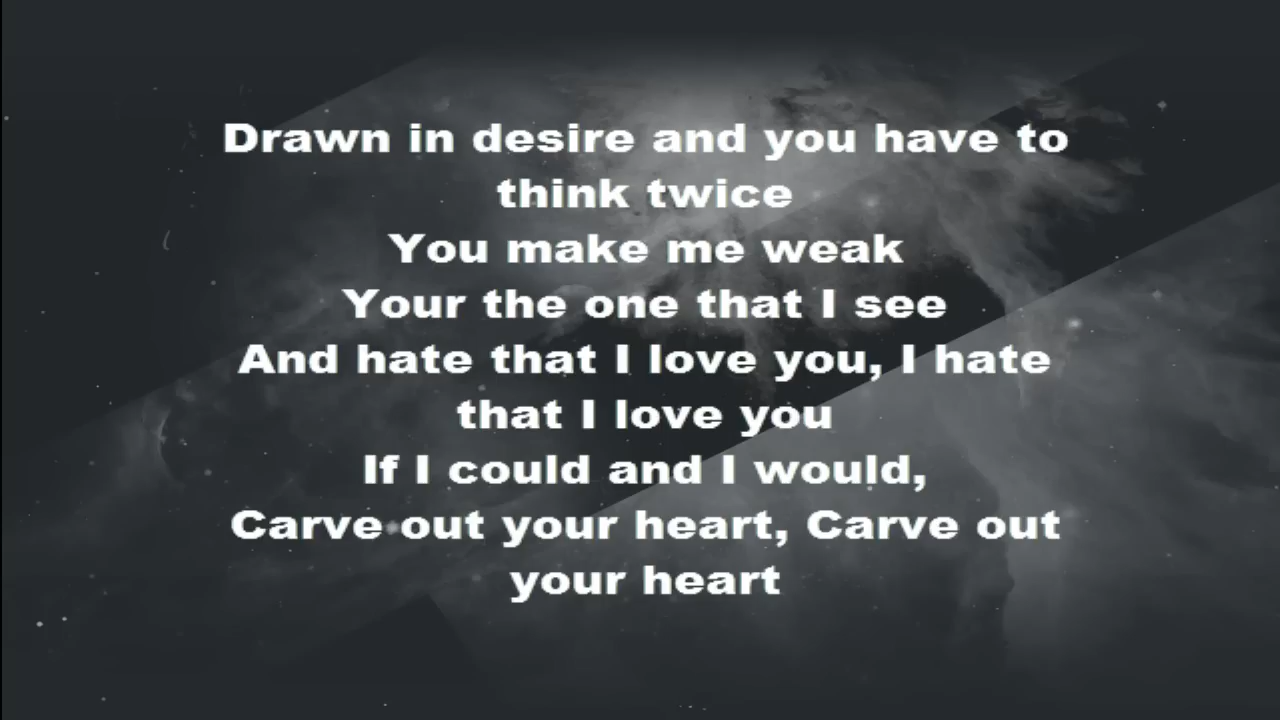 Drawn in desire and you have to
think twice
You make me weak
Your the one that I see
And hate that I love you, I hate
that I love you
If I could and I would,
Carve out your heart, Carve out
your heart